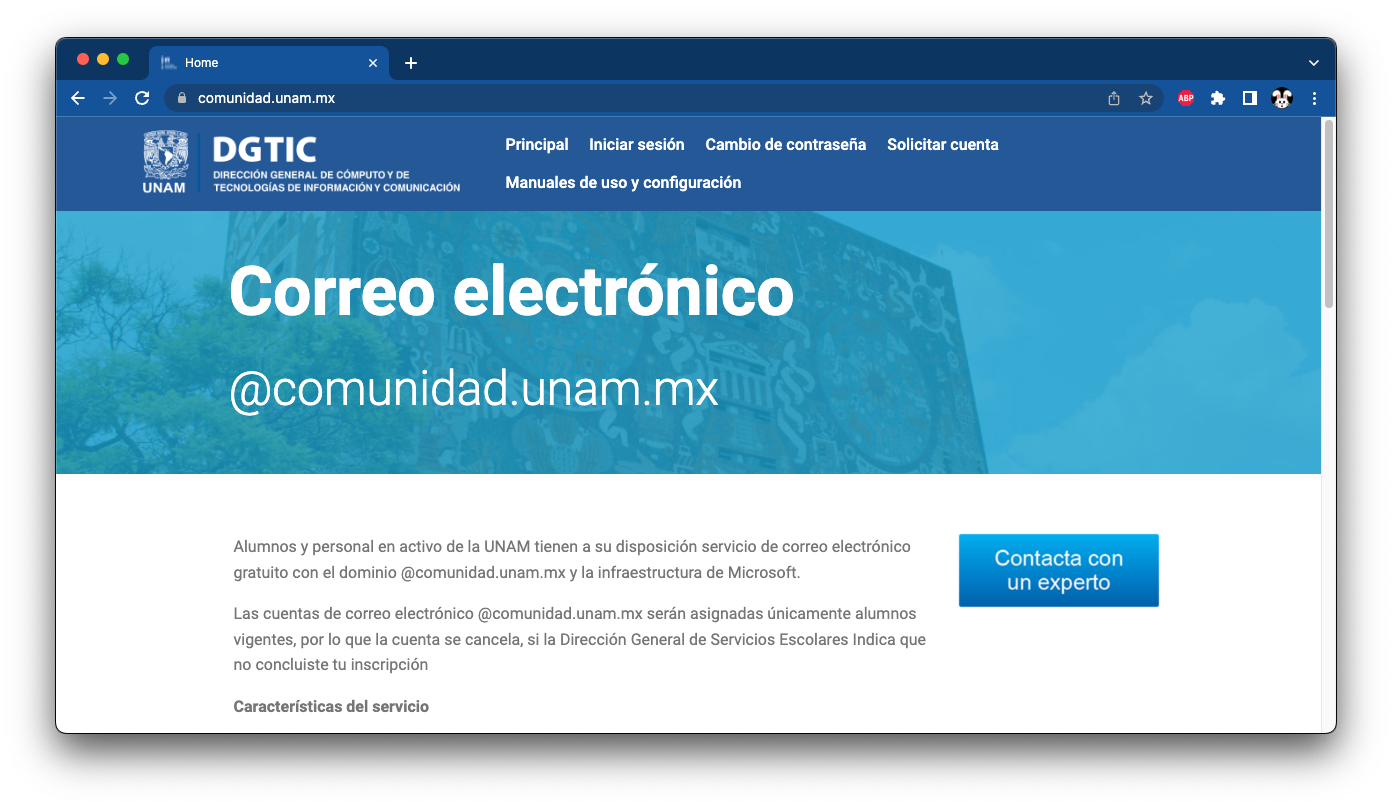 Home
comunidad.unam.mx
ABP
UNAM
DGTIC
DIRECCIÓN GENERAL DE CÓMPUTO Y DE
TECNOLOGÍAS DE INFORMACIÓN Y COMUNICACIÓN
Principal Iniciar sesión Cambio de contraseña Solicitar cuenta
Manuales de uso y configuración
Correo electrónico
@comunidad.unam.mx
Alumnos y personal en activo de la UNAM tienen a su disposición servicio de correo electrónico
gratuito con el dominio @comunidad.unam.mx y la infraestructura de Microsoft.
Las cuentas de correo electrónico @comunidad.unam.mx serán asignadas únicamente alumnos
vigentes, por lo que la cuenta se cancela, si la Dirección General de Servicios Escolares Indica que
no concluiste tu inscripción
Características del servicio
Contacta con
un experto